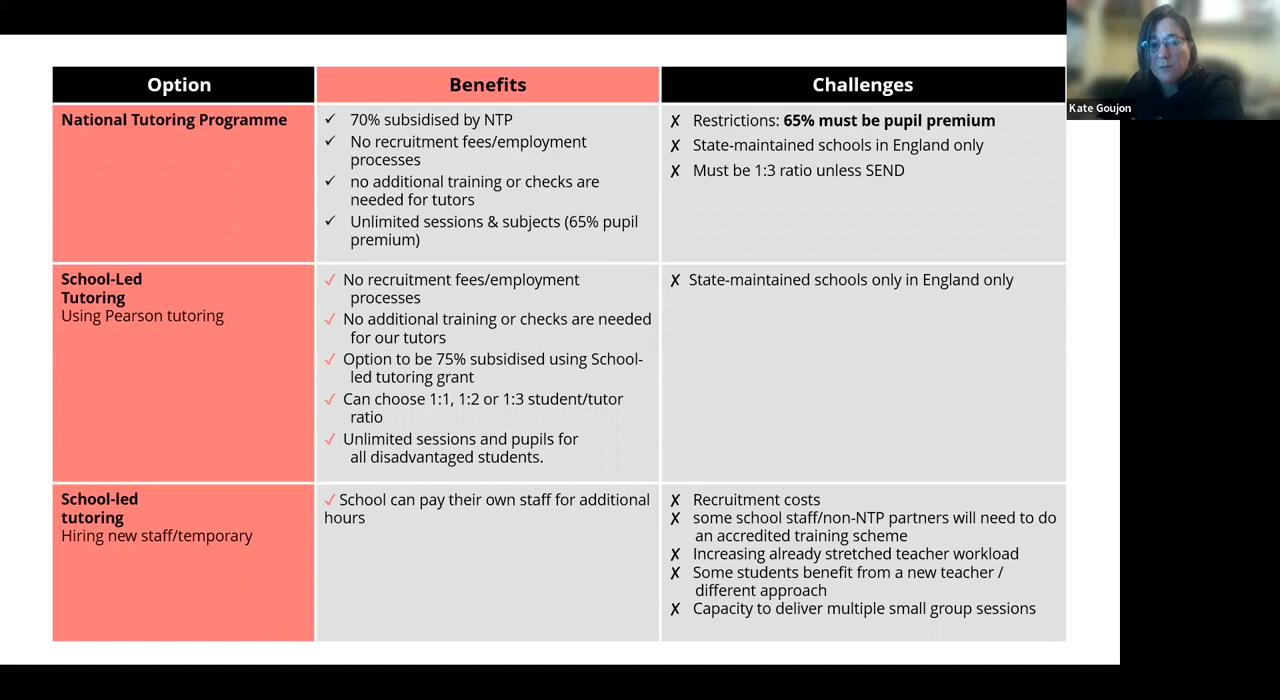 Option
Benefits
Challenges
National Tutoring Programme
✓ 70% subsidised by NTP
✓ No recruitment fees/employment
processes
✓ no additional training or checks are
needed for tutors
✓ Unlimited sessions & subjects (65% pupil
premium)
✗ Restrictions: 65% must be pupil premium
✗ State-maintained schools in England only
✗ Must be 1:3 ratio unless SEND
School-Led
Tutoring
Using Pearson tutoring
✓ No recruitment fees/employment
processes
✓ No additional training or checks are needed
for our tutors
✓ Option to be 75% subsidised using School-
led tutoring grant
✓ Can choose 1:1, 1:2 or 1:3 student/tutor
ratio
✓ Unlimited sessions and pupils for
all disadvantaged students.
✗ State-maintained schools only in England only
School-led
tutoring
Hiring new staff/temporary
✓ School can pay their own staff for additional
hours
✗ Recruitment costs
✗ some school staff/non-NTP partners will need to do
an accredited training scheme
✗ Increasing already stretched teacher workload
✗ Some students benefit from a new teacher /
different approach
✗ Capacity to deliver multiple small group sessions
Kate Goujon